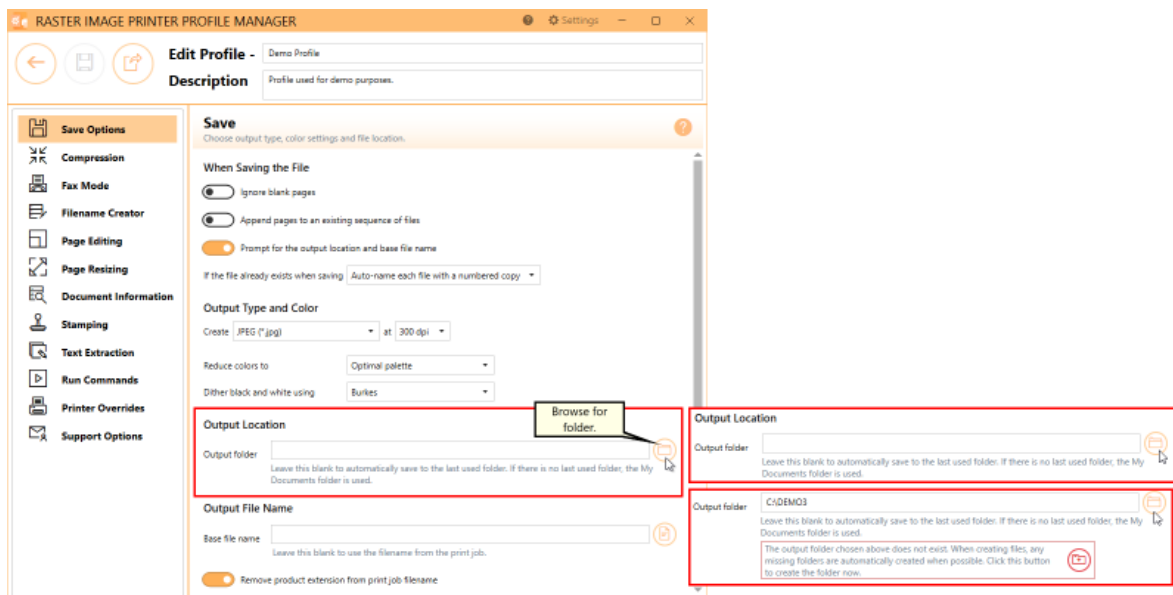 RASTER IMAGE PRINTER PROFILE MANAGER
Settings
Edit Profile - Demo Profile
Description Profile used for demo purposes.
Save Options
Compression
Fax Mode
Filename Creator
Page Editing
Page Resizing
Document Information
Stamping
Text Extraction
Run Commands
Printer Overrides
Support Options
Save
Choose output type, color settings and file location.
When Saving the File
Ignore blank pages
Append pages to an existing sequence of files
Prompt for the output location and base file name
If the file already exists when saving Auto-name each file with a numbered copy
Output Type and Color
Create JPEG (*.jpg) at 300 dpi
Reduce colors to Optimal palette
Dither black and white using Burkes
Browse for
folder.
Output Location
Output folder
Leave this blank to automatically save to the last used folder. If there is no last used folder, the My
Documents folder is used.
Output File Name
Base file name
Leave this blank to use the filename from the print job.
Remove product extension from print job filename
Output Location
Output folder
Leave this blank to automatically save to the last used folder. If there is no last used folder, the My
Documents folder is used.
Output folder C:\DEMO3
Leave this blank to automatically save to the last used folder. If there is no last used folder, the My
Documents folder is used.
The output folder chosen above does not exist. When creating files, any
missing folders are automatically created when possible. Click this button
to create the folder now.